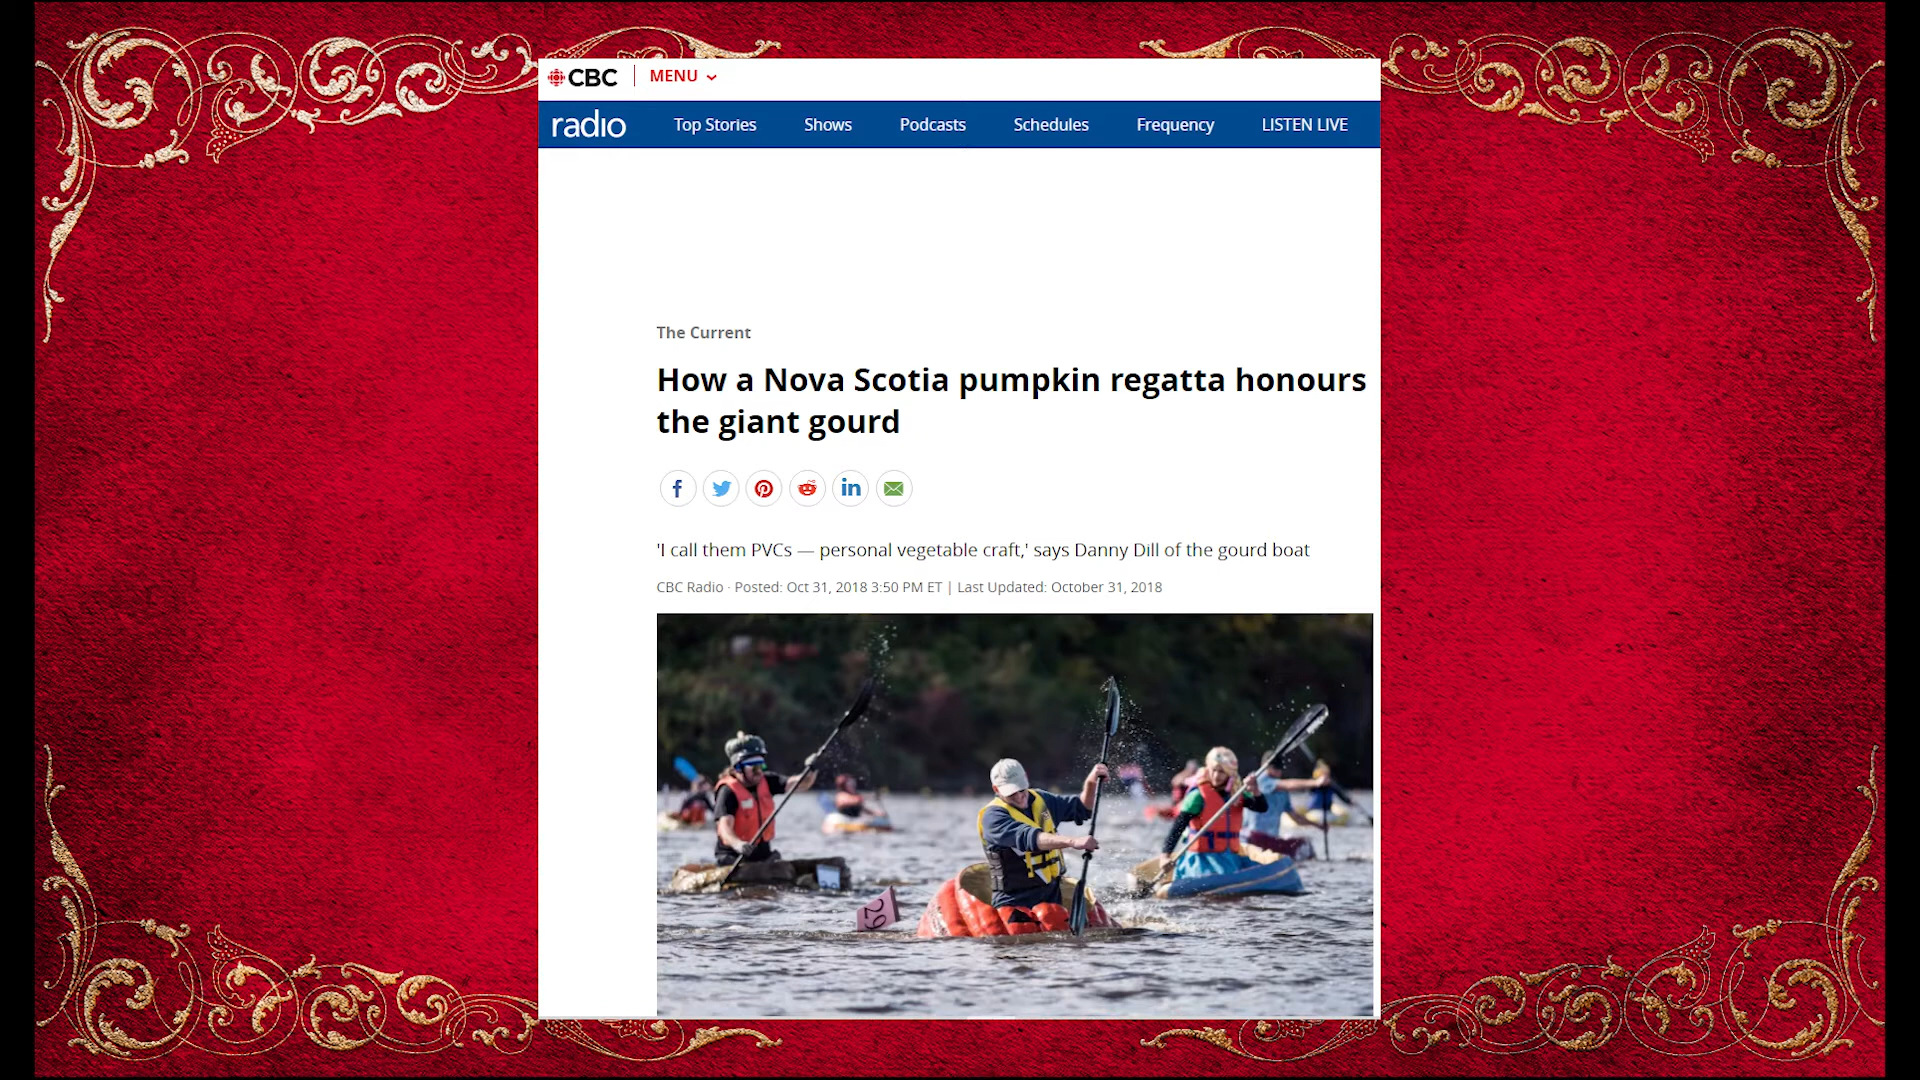 CBC MENU
radio Top Stories Shows Podcasts Schedules Frequency LISTEN LIVE
The Current
How a Nova Scotia pumpkin regatta honours
the giant gourd
'I call them PVCs — personal vegetable craft,' says Danny Dill of the gourd boat
CBC Radio · Posted: Oct 31, 2018 3:50 PM ET | Last Updated: October 31, 2018
29